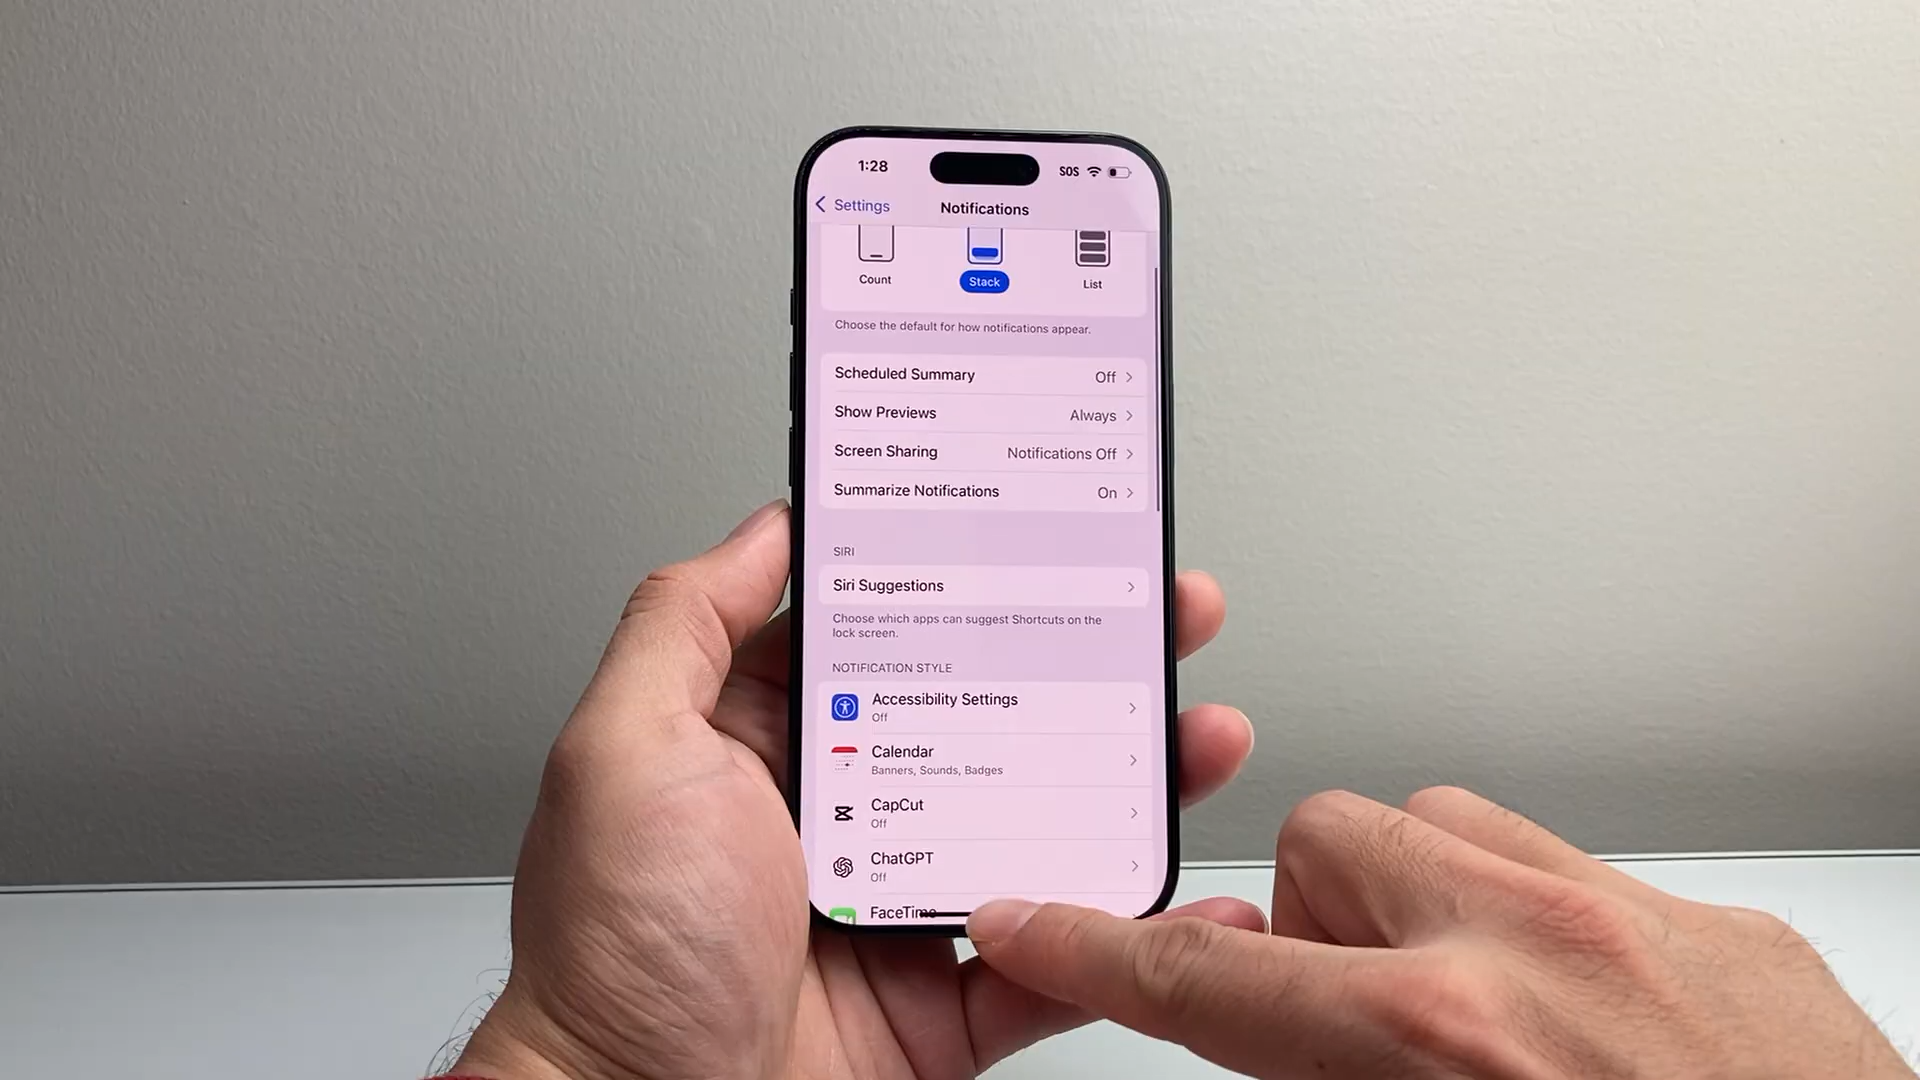 1:28
SOS
Settings
Notifications
Count
Stack
List
Choose the default for how notifications appear.
Scheduled Summary Off
Show Previews Always
Screen Sharing Notifications Off
Summarize Notifications On
SIRI
Siri Suggestions
Choose which apps can suggest Shortcuts on the
lock screen.
NOTIFICATION STYLE
Accessibility Settings
Off
Calendar
Banners, Sounds, Badges
CapCut
Off
ChatGPT
Off
FaceTime